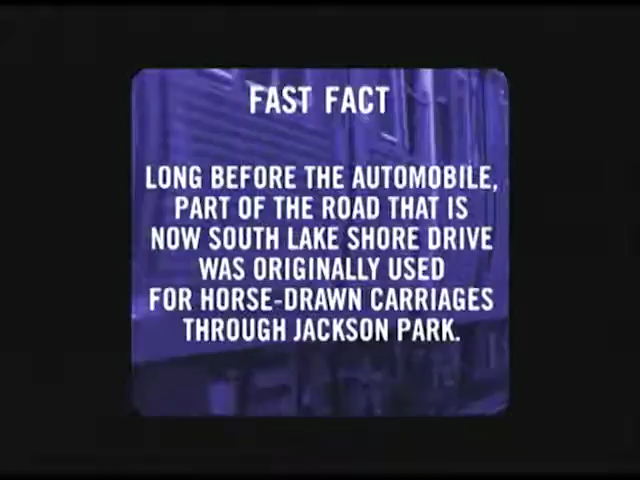 FAST FACT
LONG BEFORE THE AUTOMOBILE,
PART OF THE ROAD THAT IS
NOW SOUTH LAKE SHORE DRIVE
WAS ORIGINALLY USED
FOR HORSE-DRAWN CARRIAGES
THROUGH JACKSON PARK.